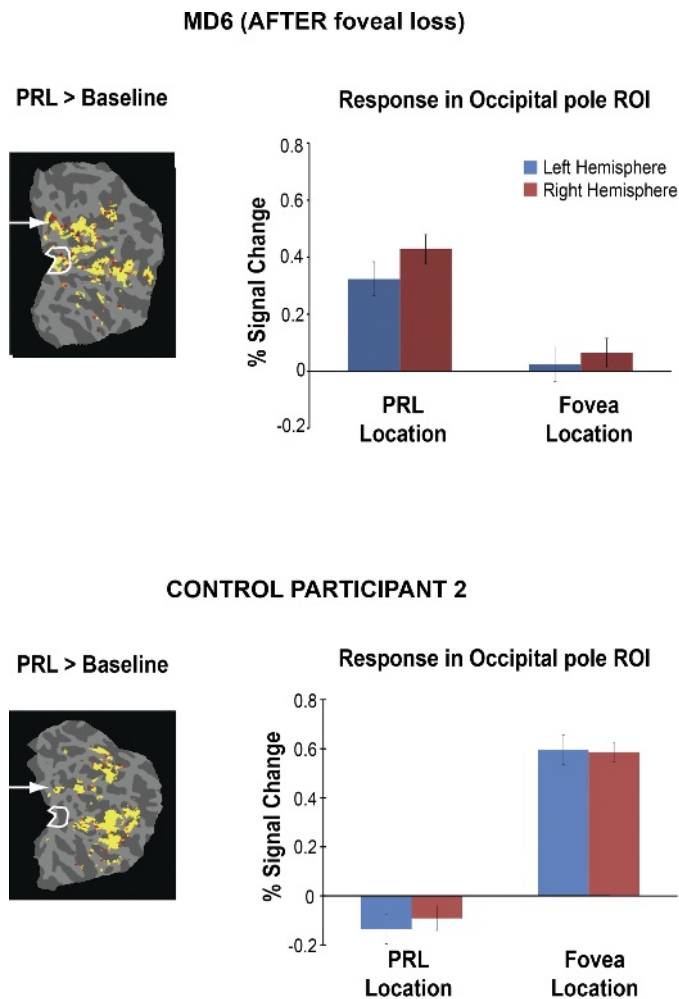 MD6 (AFTER foveal loss)
PRL > Baseline
Response in Occipital pole ROI
% Signal Change
0.8
0.6
0.4
0.2
0
-0.2
Left Hemisphere
Right Hemisphere
PRL
Location
Fovea
Location
CONTROL PARTICIPANT 2
PRL > Baseline
Response in Occipital pole ROI
% Signal Change
0.8
0.6
0.4
0.2
0
-0.2
PRL
Location
Fovea
Location